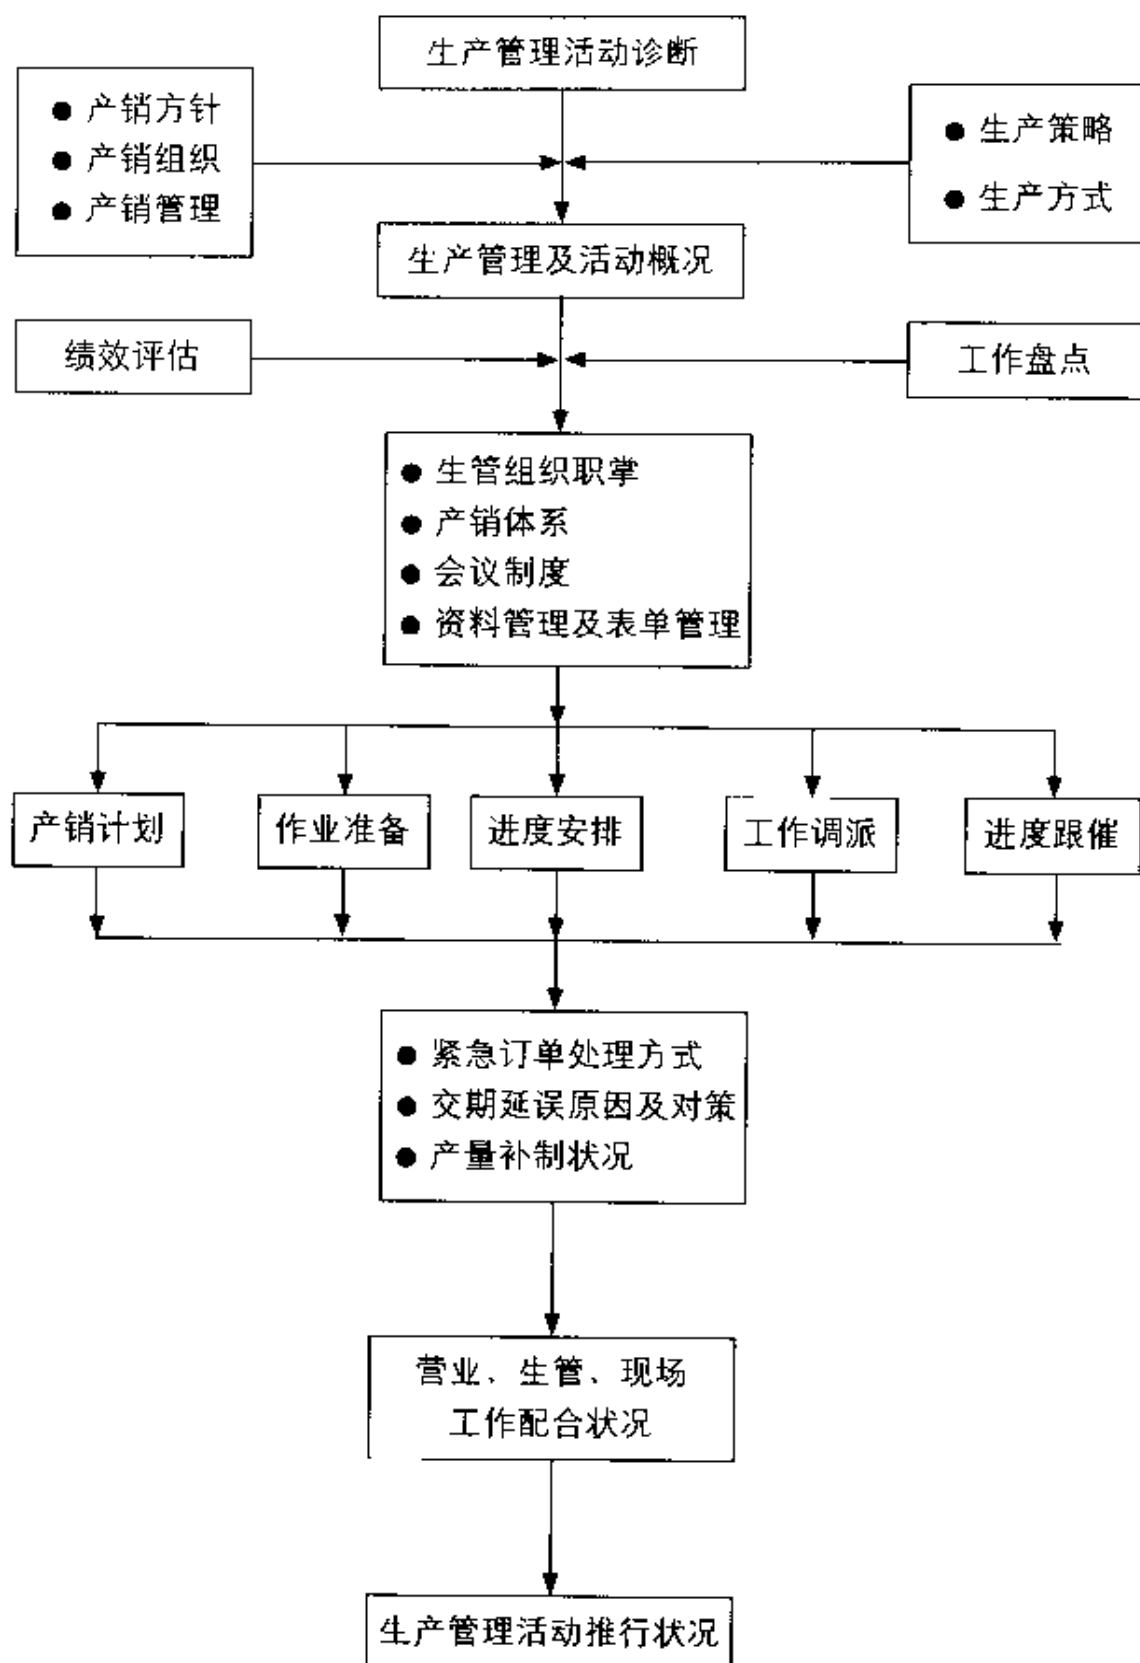 生产管理活动诊断
● 产销方针
● 产销组织
● 产销管理
● 生产策略
● 生产方式
生产管理及活动概况
绩效评估
工作盘点
● 生管组织职掌
● 产销体系
● 会议制度
● 资料管理及表单管理
产销计划
作业准备
进度安排
工作调派
进度跟催
● 紧急订单处理方式
● 交期延误原因及对策
● 产量补制状况
营业、生管、现场
工作配合状况
生产管理活动推行状况